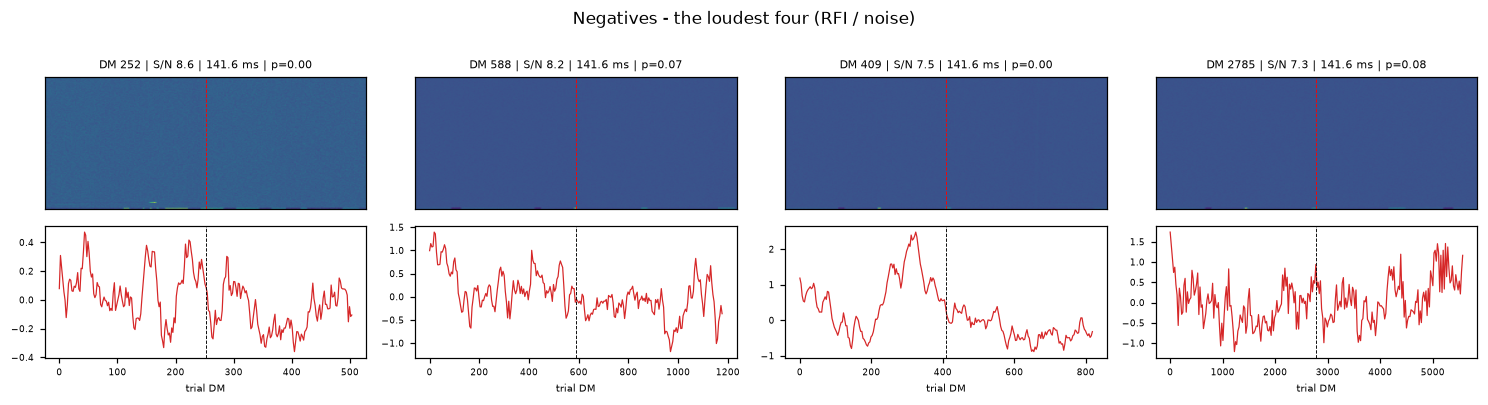 Negatives - the loudest four (RFI / noise)
DM 252 | S/N 8.6 | 141.6 ms | p=0.00
DM 588 | S/N 8.2 | 141.6 ms | p=0.07
DM 409 | S/N 7.5 | 141.6 ms | p=0.00
DM 2785 | S/N 7.3 | 141.6 ms | p=0.08
0.4
0.2
0.0
−0.2
−0.4
0 100 200 300 400 500
trial DM
1.5
1.0
0.5
0.0
−0.5
−1.0
0 200 400 600 800 1000 1200
trial DM
2
1
0
−1
0 200 400 600 800
trial DM
1.5
1.0
0.5
0.0
−0.5
−1.0
0 1000 2000 3000 4000 5000
trial DM